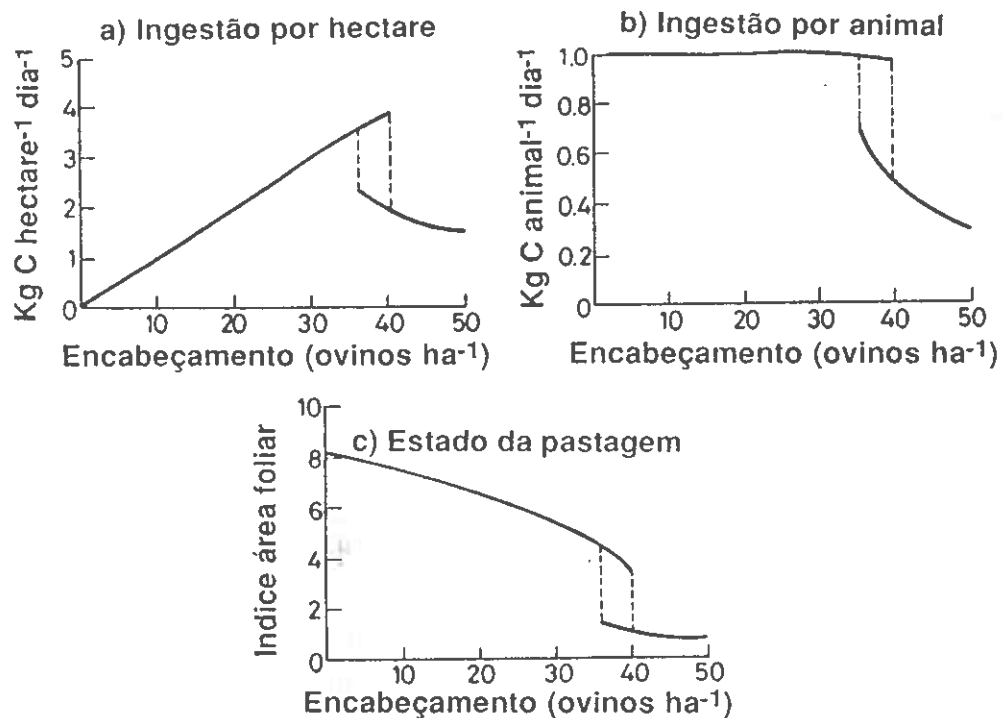 a) Ingestão por hectare
Kg C hectare-1 dia-1
5
4
3
2
1
0
10 20 30 40 50
Encabeçamento (ovinos ha-1)
b) Ingestão por animal
Kg C animal-1 dia-1
1.0
0.8
0.6
0.4
0.2
0
10 20 30 40 50
Encabeçamento (ovinos ha-1)
c) Estado da pastagem
Indice área foliar
10
8
6
4
2
0
10 20 30 40 50
Encabeçamento (ovinos ha-1)